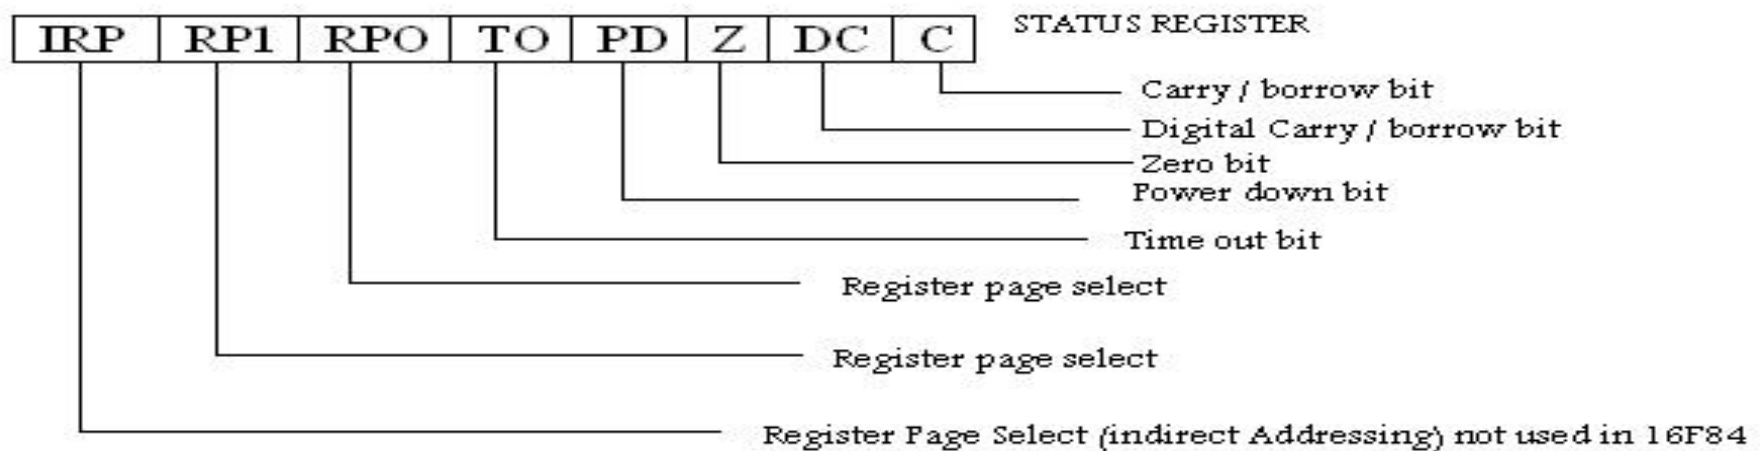 IRP RP1 RPO TO PD Z DC C STATUS REGISTER
Carry / borrow bit
Digital Carry / borrow bit
Zero bit
Power down bit
Time out bit
Register page select
Register page select
Register Page Select (indirect Addressing) not used in 16F84